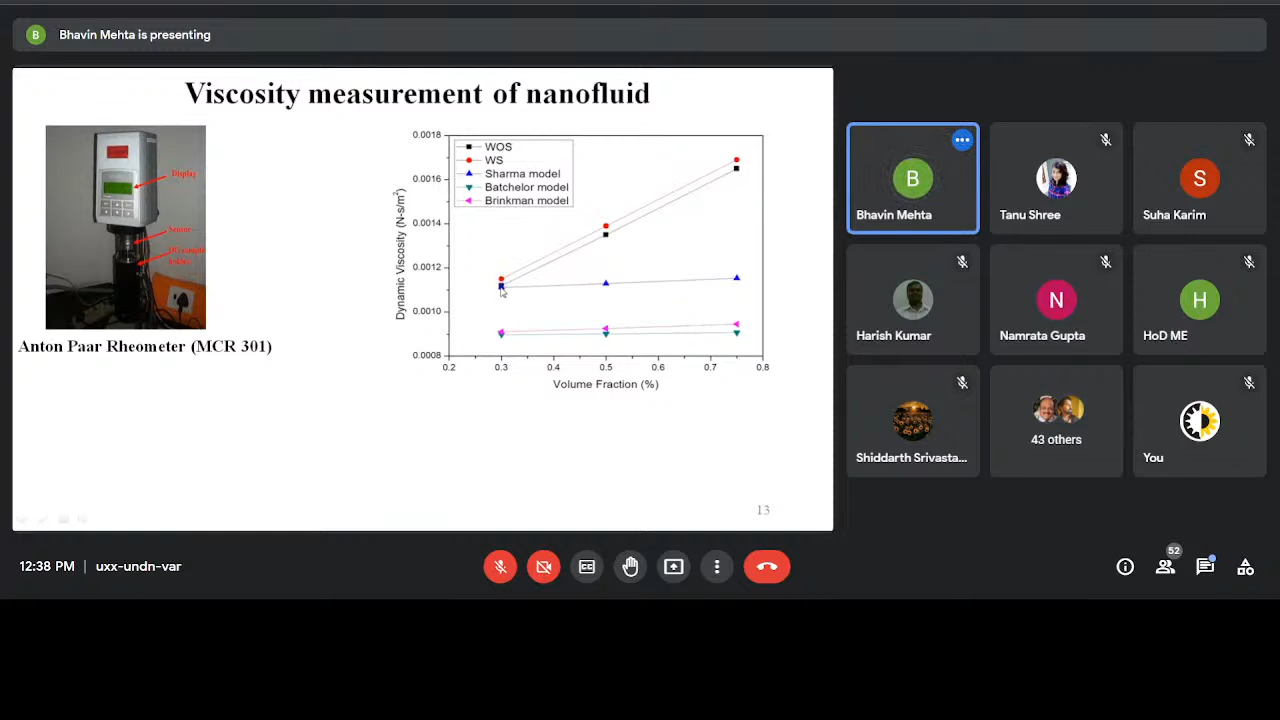 B
Bhavin Mehta is presenting
Viscosity measurement of nanofluid
Display
Sensor
Anton Paar Rheometer (MCR 301)
0.0018
0.0016
0.0014
0.0012
0.0010
0.0008
Dynamic Viscosity (N-s/m²)
WOS
WS
Sharma model
Batchelor model
Brinkman model
0.2 0.3 0.4 0.5 0.6 0.7 0.8
Volume Fraction (%)
13
B
Bhavin Mehta
Tanu Shree
S
Suha Karim
Harish Kumar
N
Namrata Gupta
H
HoD ME
Shiddarth Srivasta...
43 others
You
12:38 PM | uxx-undn-var
CC
52